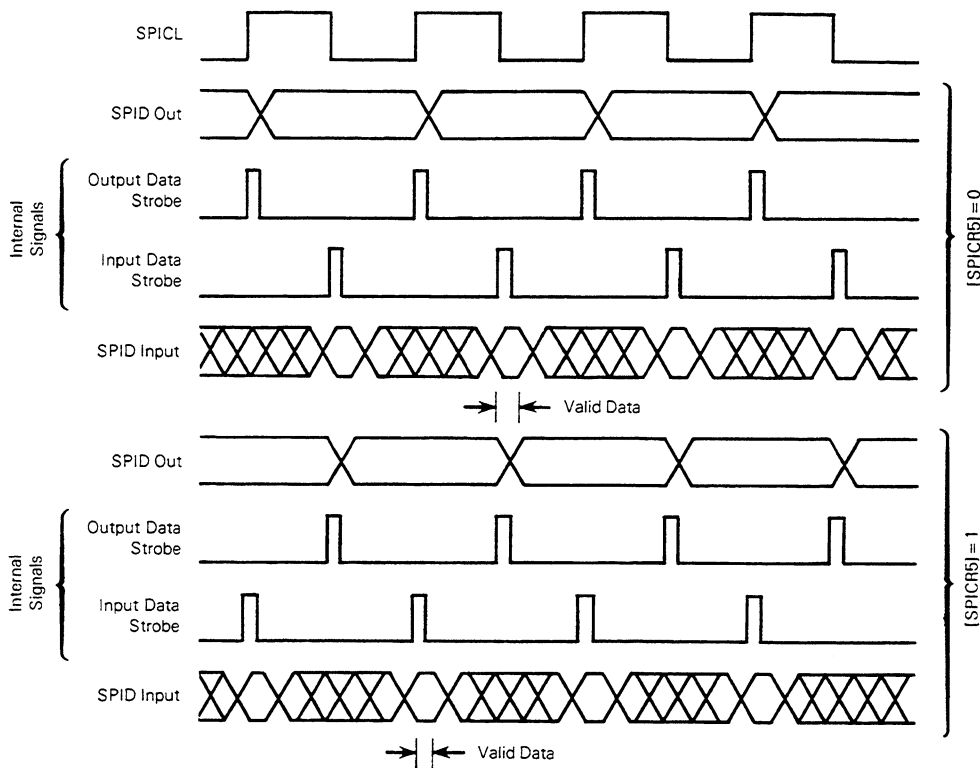 SPICL
SPID Out
Output Data
Strobe
Internal
Signals
Input Data
Strobe
SPID Input
Valid Data
[SPICR5] = 0
SPID Out
Output Data
Strobe
Internal
Signals
Input Data
Strobe
SPID Input
Valid Data
[SPICR5] = 1